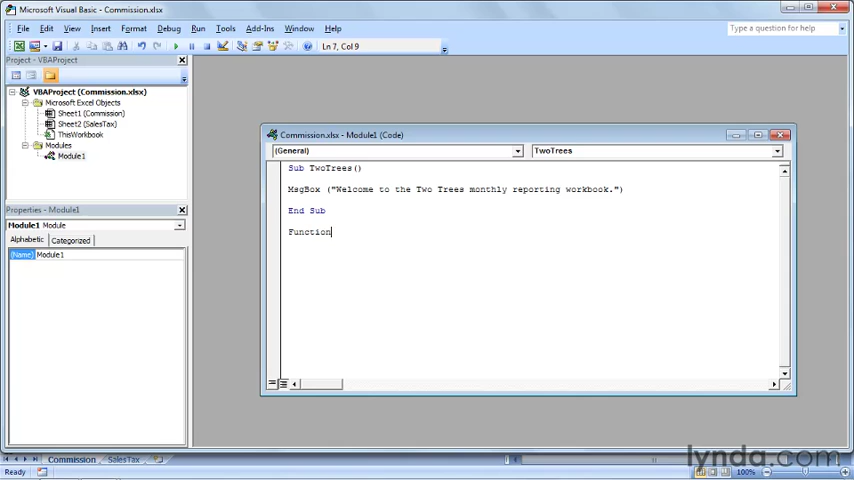 Microsoft Visual Basic - Commission.xlsx
File Edit View Insert Format Debug Run Tools Add-Ins Window Help
Type a question for help
Ln 7, Col 9
Project - VBAProject
VBAProject (Commission.xlsx)
Microsoft Excel Objects
Sheet1 (Commission)
Sheet2 (SalesTax)
ThisWorkbook
Modules
Module1
Properties - Module1
Module1 Module
Alphabetic Categorized
(Name) Module1
Commission.xlsx - Module1 (Code)
(General) TwoTrees
Sub TwoTrees()
MsgBox ("Welcome to the Two Trees monthly reporting workbook.")
End Sub
Function
Commission SalesTax
Ready
100%
lynda.com